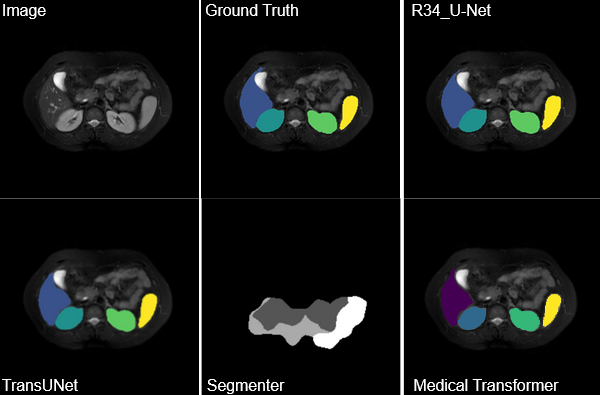 Image
Ground Truth
R34_U-Net
TransUNet
Segmenter
Medical Transformer